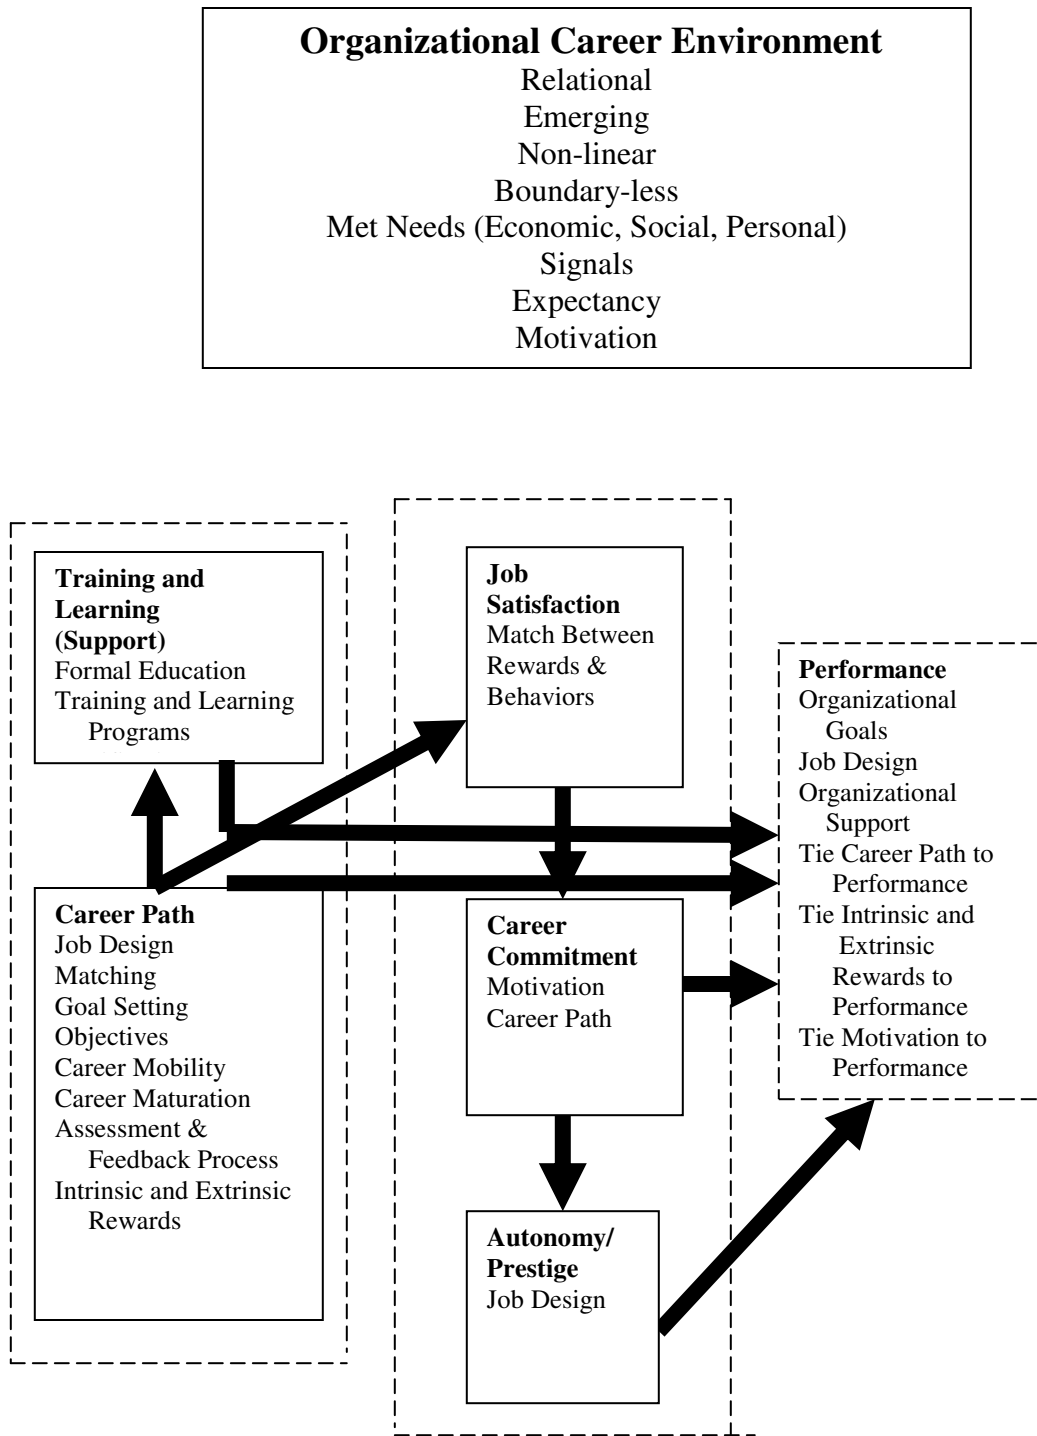 Organizational Career Environment
Relational
Emerging
Non-linear
Boundary-less
Met Needs (Economic, Social, Personal)
Signals
Expectancy
Motivation
Training and
Learning
(Support)
Formal Education
Training and Learning
Programs
Career Path
Job Design
Matching
Goal Setting
Objectives
Career Mobility
Career Maturation
Assessment &
Feedback Process
Intrinsic and Extrinsic
Rewards
Job
Satisfaction
Match Between
Rewards &
Behaviors
Career
Commitment
Motivation
Career Path
Autonomy/
Prestige
Job Design
Performance
Organizational
Goals
Job Design
Organizational
Support
Tie Career Path to
Performance
Tie Intrinsic and
Extrinsic
Rewards to
Performance
Tie Motivation to
Performance